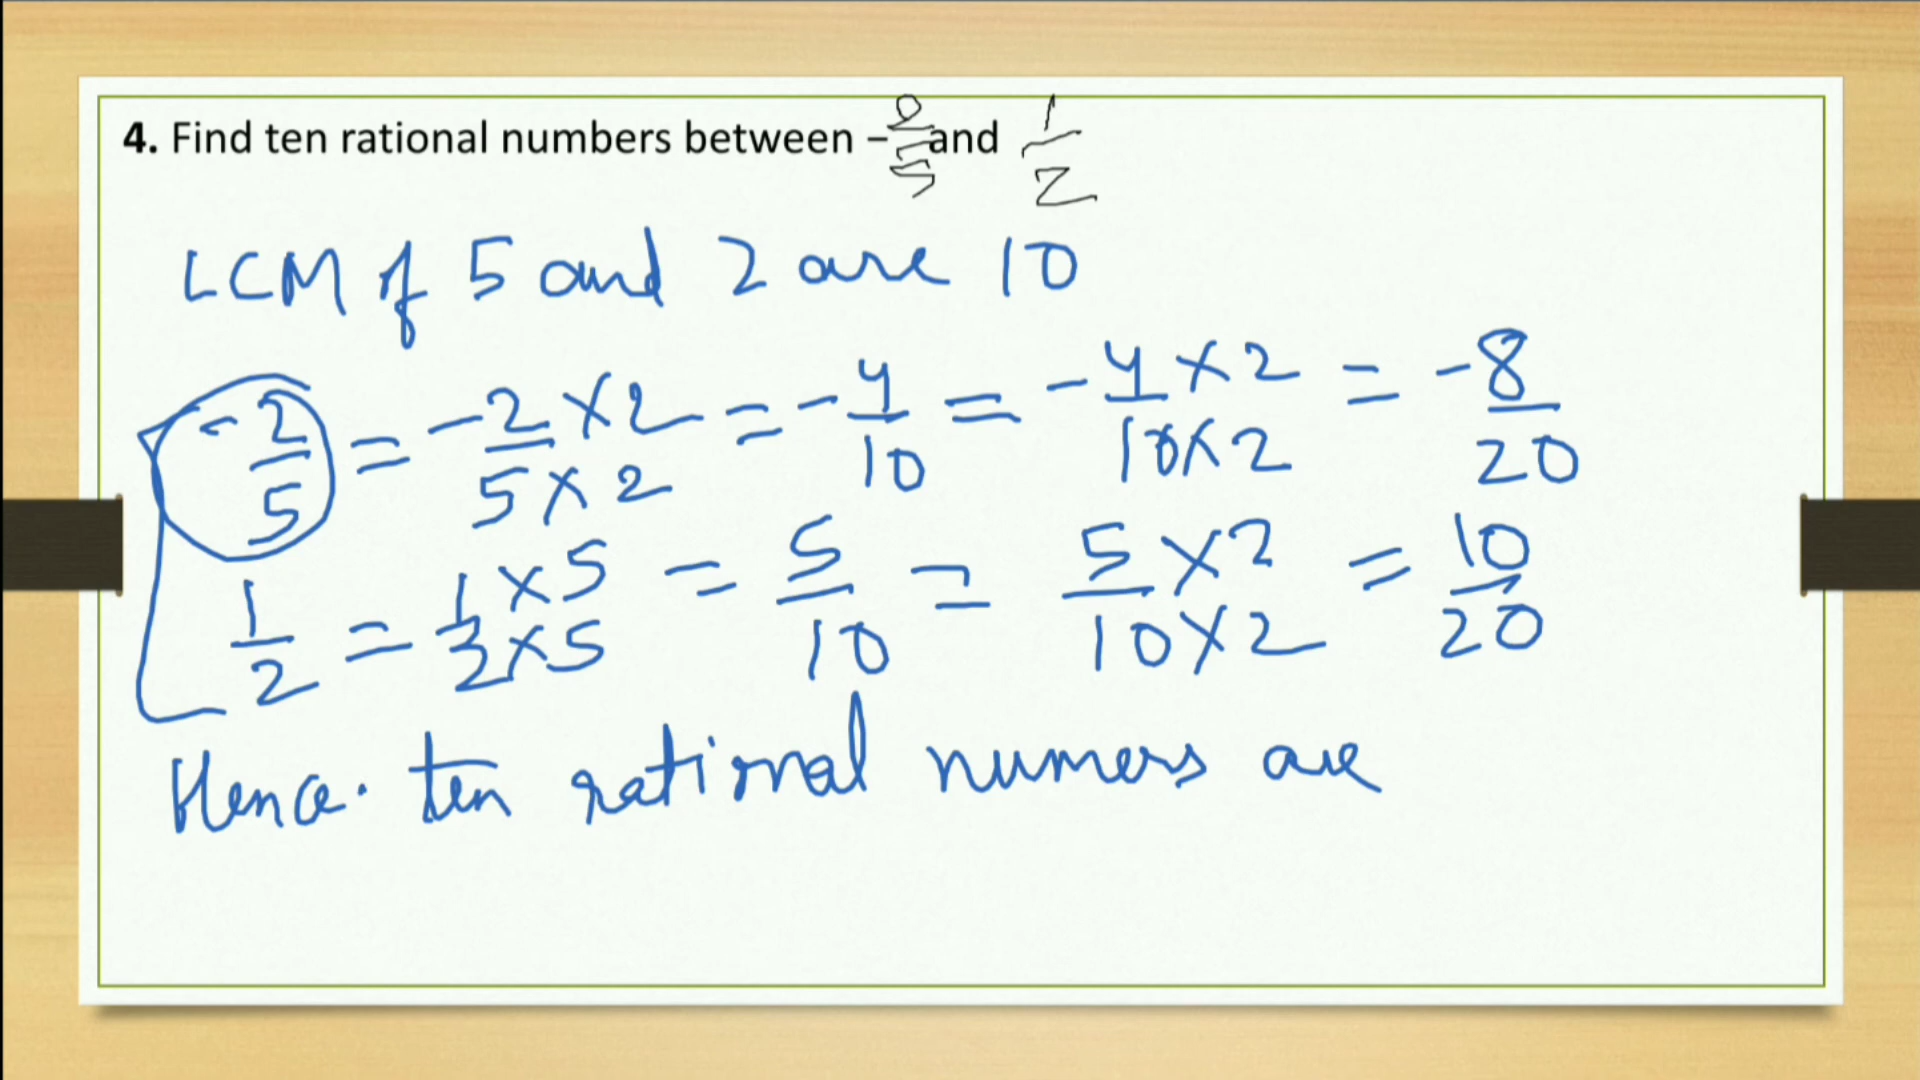 4. Find ten rational numbers between -2/5 and 1/2
LCM of 5 and 2 are 10
-2/5 = -2×2/5×2 = -4/10 = -4×2/10×2 = -8/20
1/2 = 1×5/2×5 = 5/10 = 5×2/10×2 = 10/20
Hence. ten rational numers are